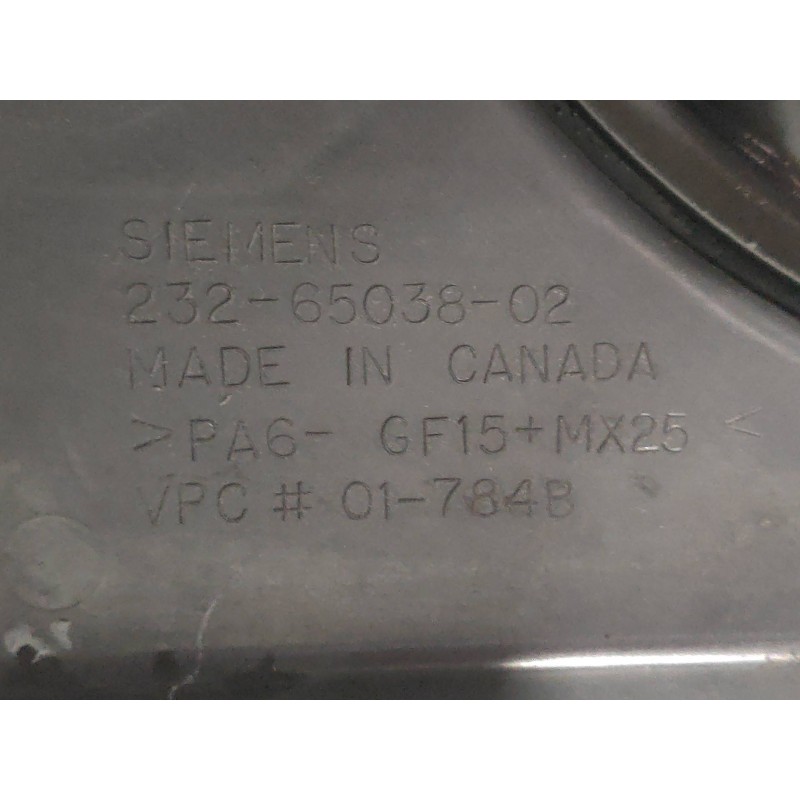 SIEMENS
232-65038-02
MADE IN CANADA
>PA6- GF15+MX25 <
VPC # 01-784B